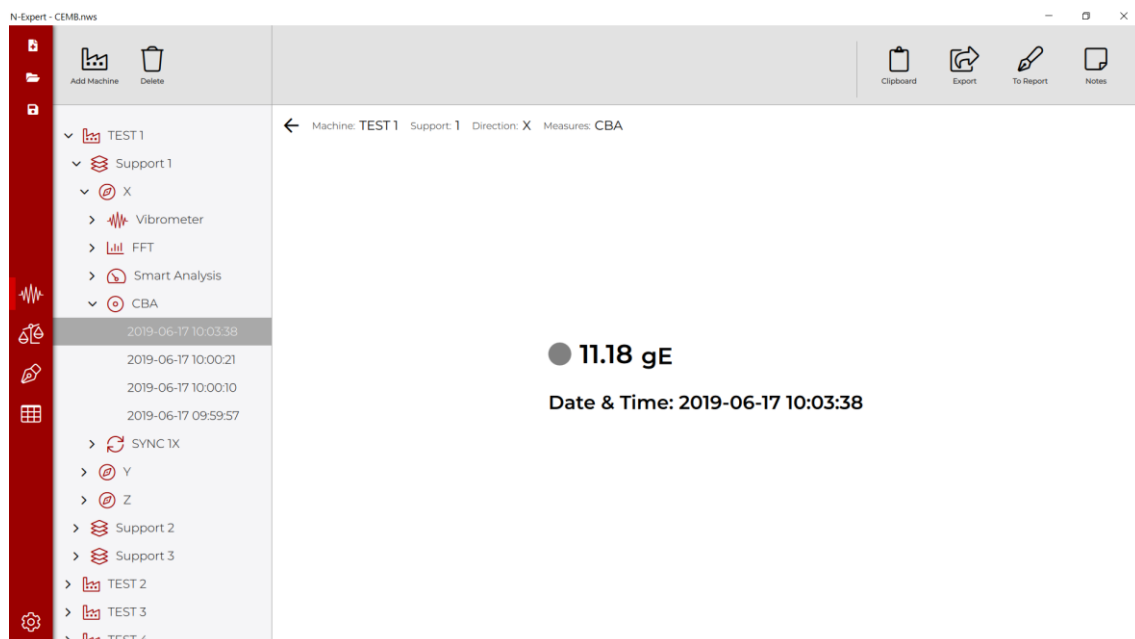 N-Expert - CEMB.nws
Add Machine Delete Clipboard Export To Report Notes
Machine: TEST 1 Support: 1 Direction: X Measures: CBA
TEST 1
Support 1
X
Vibrometer
FFT
Smart Analysis
CBA
2019-06-17 10:03:38
2019-06-17 10:00:21
2019-06-17 10:00:10
2019-06-17 09:59:57
SYNC 1X
Y
Z
Support 2
Support 3
TEST 2
TEST 3
TEST 4
11.18 gE
Date & Time: 2019-06-17 10:03:38